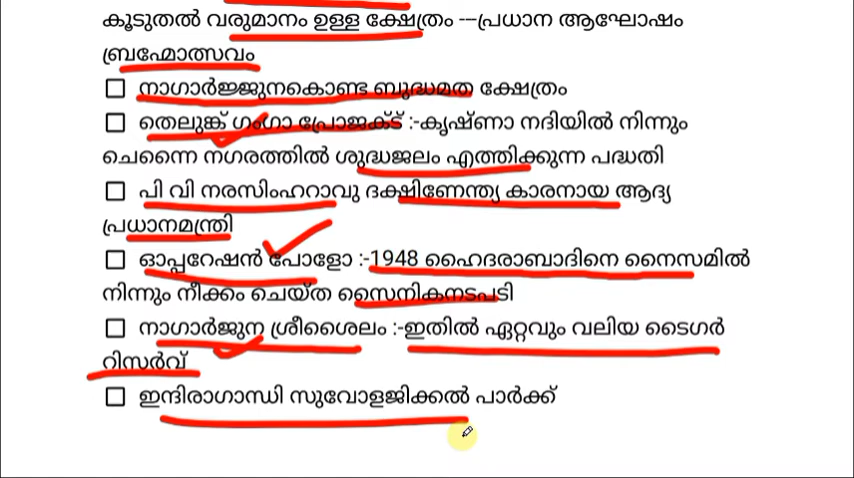 കൂടുതൽ വരുമാനം ഉള്ള ക്ഷേത്രം ---പ്രധാന ആഘോഷം
ബ്രഹ്മോത്സവം
☐ നാഗാർജ്ജുനകൊണ്ട ബുദ്ധമത ക്ഷേത്രം
☐ തെലുങ്ക് ഗംഗാ പ്രോജക്ട് :-കൃഷ്ണാ നദിയിൽ നിന്നും
ചെന്നൈ നഗരത്തിൽ ശുദ്ധജലം എത്തിക്കുന്ന പദ്ധതി
☐ പി വി നരസിംഹറാവു ദക്ഷിണേന്ത്യ കാരനായ ആദ്യ
പ്രധാനമന്ത്രി
☐ ഓപ്പറേഷൻ പോളോ :-1948 ഹൈദരാബാദിനെ നൈസമിൽ
നിന്നും നീക്കം ചെയ്ത സൈനികനടപടി
☐ നാഗാർജുന ശ്രീശൈലം :-ഇതിൽ ഏറ്റവും വലിയ ടൈഗർ
റിസർവ്
☐ ഇന്ദിരാഗാന്ധി സുവോളജിക്കൽ പാർക്ക്